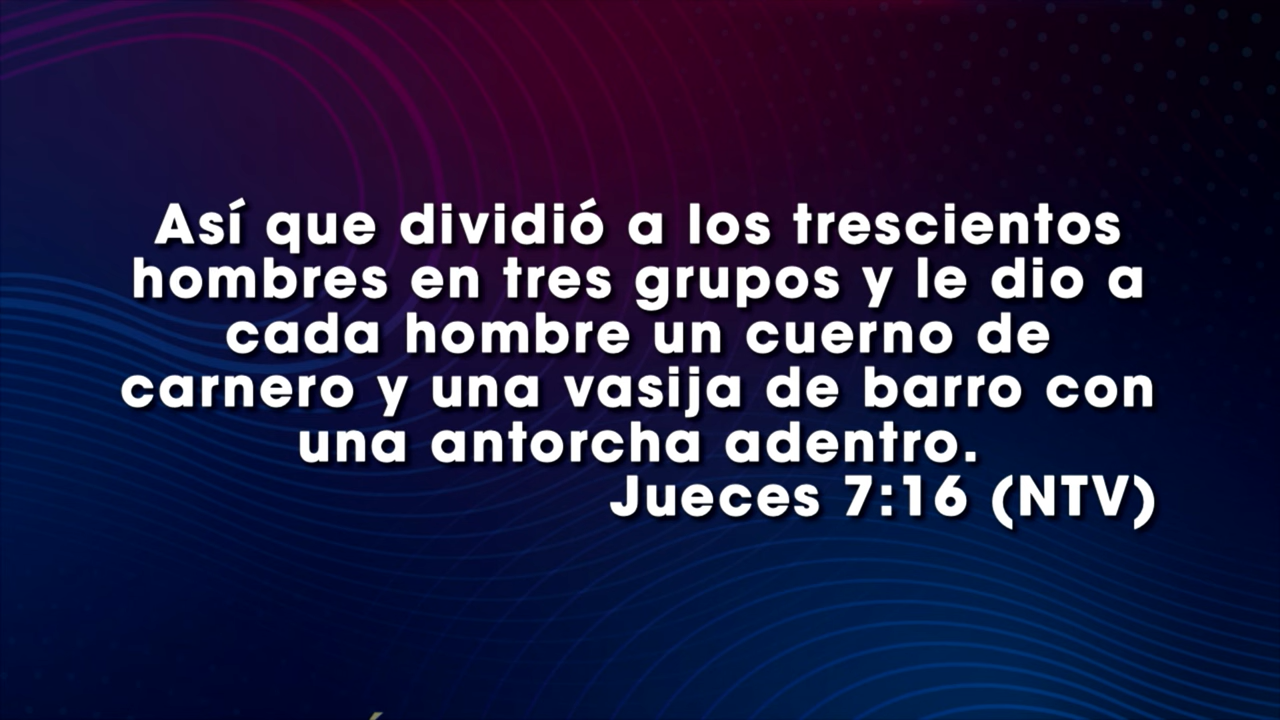 Así que dividió a los trescientos
hombres en tres grupos y le dio a
cada hombre un cuerno de
carnero y una vasija de barro con
una antorcha adentro.
Jueces 7:16 (NTV)